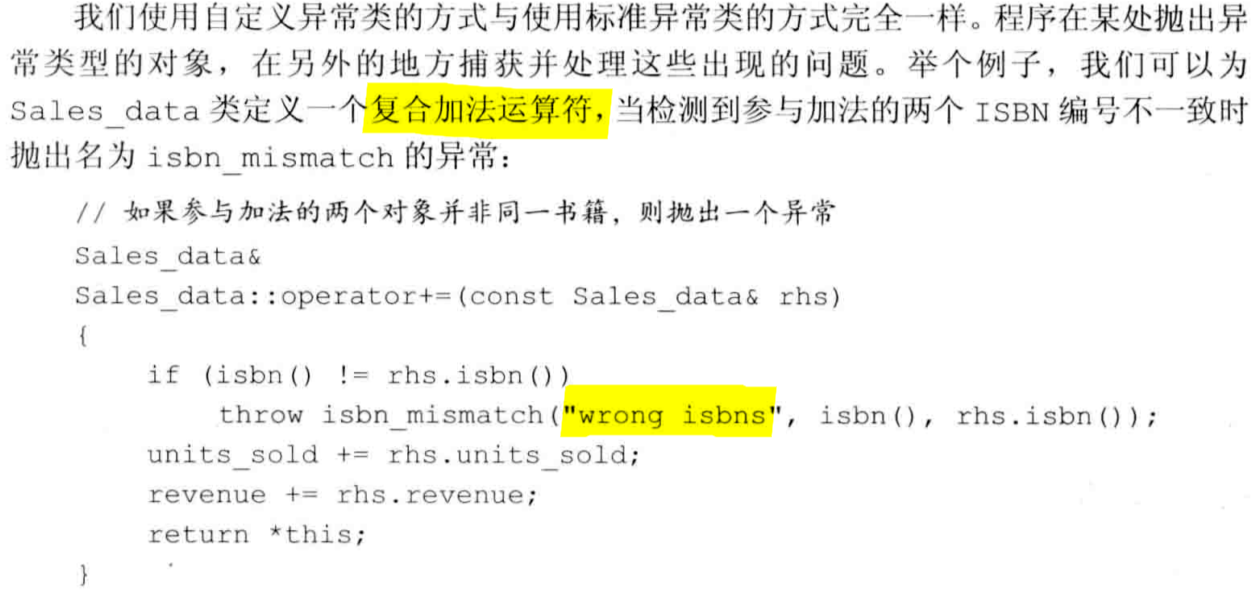 我们使用自定义异常类的方式与使用标准异常类的方式完全一样。程序在某处抛出异
常类型的对象，在另外的地方捕获并处理这些出现的问题。举个例子，我们可以为
Sales_data 类定义一个复合加法运算符，当检测到参与加法的两个 ISBN 编号不一致时
抛出名为 isbn_mismatch 的异常：
// 如果参与加法的两个对象并非同一书籍，则抛出一个异常
Sales_data&
Sales_data::operator+=(const Sales_data& rhs)
{
if (isbn() != rhs.isbn())
throw isbn_mismatch("wrong isbns", isbn(), rhs.isbn());
units_sold += rhs.units_sold;
revenue += rhs.revenue;
return *this;
}